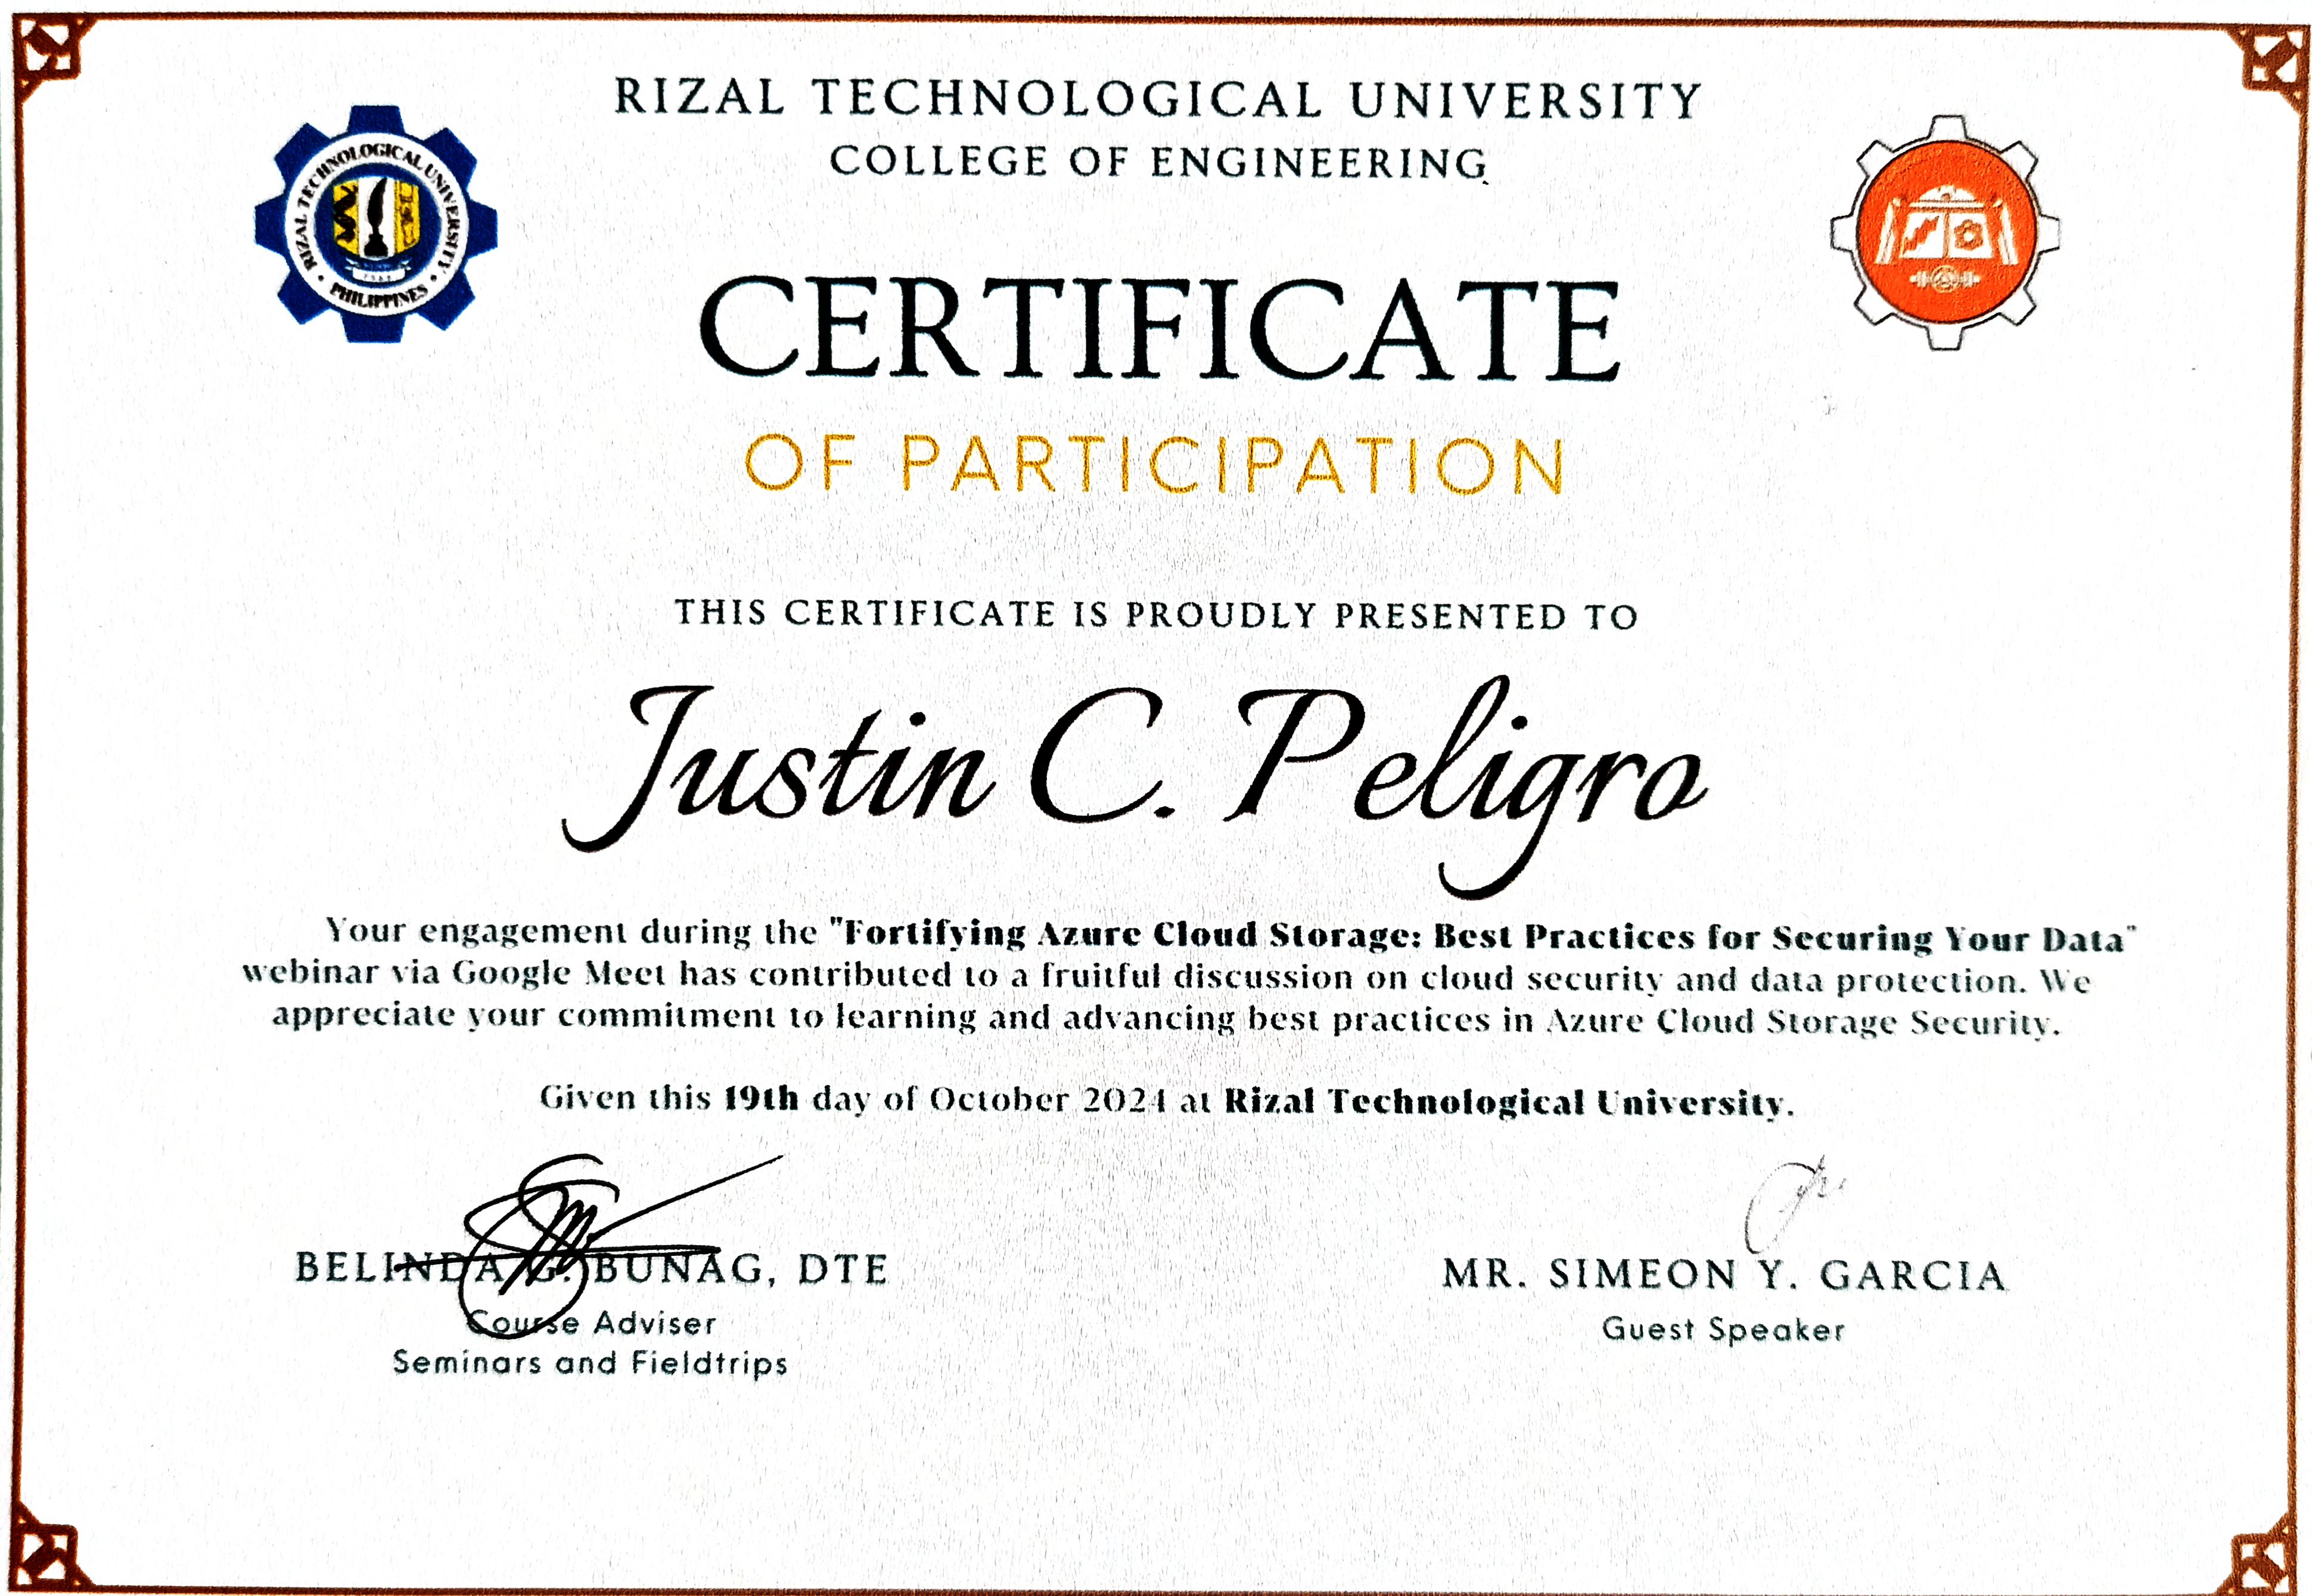 RIZAL TECHNOLOGICAL UNIVERSITY
COLLEGE OF ENGINEERING
RIZAL TECHNOLOGICAL UNIVERSITY
PHILIPPINES
CERTIFICATE
OF PARTICIPATION
THIS CERTIFICATE IS PROUDLY PRESENTED TO
Justin C. Peligro
Your engagement during the "Fortifying Azure Cloud Storage: Best Practices for Securing Your Data"
webinar via Google Meet has contributed to a fruitful discussion on cloud security and data protection. We
appreciate your commitment to learning and advancing best practices in Azure Cloud Storage Security.
Given this 19th day of October 2024 at Rizal Technological University.
BELINDA G. BUNAG, DTE
Course Adviser
Seminars and Fieldtrips
MR. SIMEON Y. GARCIA
Guest Speaker